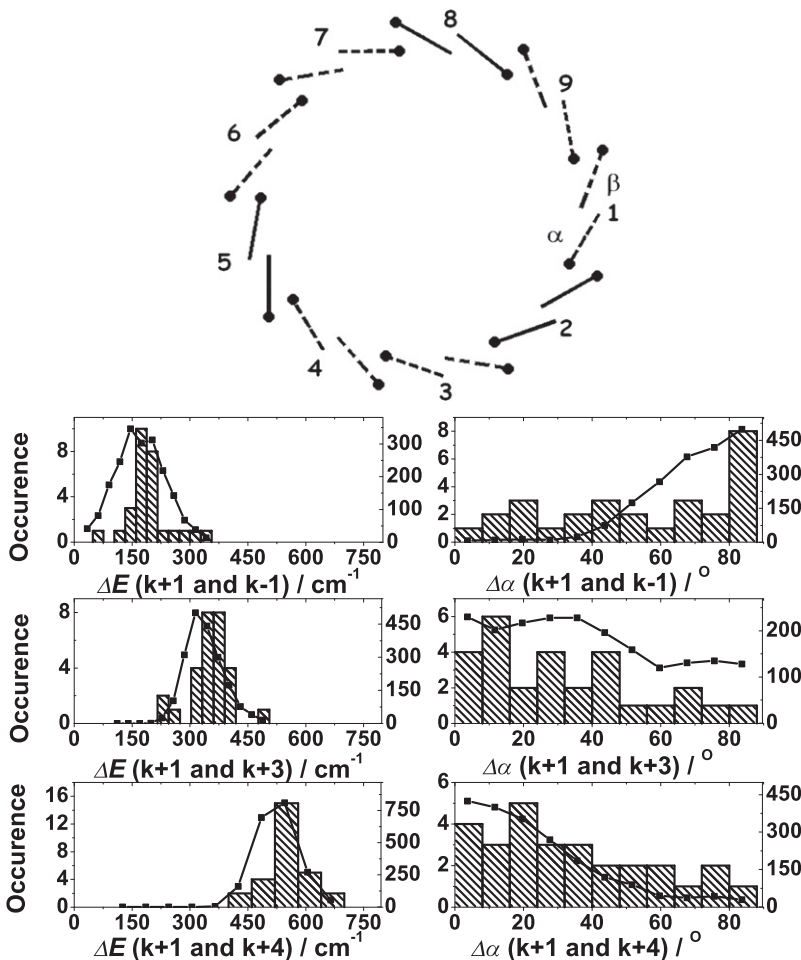 8
7
9
6
β
1
α
5
2
4
3
10 8 4 0
300 200 100 0
Occurence
0 150 300 450 600 750
ΔE (k+1 and k-1) / cm⁻¹
8 6 4 2 0
450 300 150 0
0 20 40 60 80
Δα (k+1 and k-1) / °
8 4 0
450 300 150 0
Occurence
0 150 300 450 600 750
ΔE (k+1 and k+3) / cm⁻¹
6 4 2 0
200 100 0
0 20 40 60 80
Δα (k+1 and k+3) / °
16 12 8 4 0
750 500 250 0
Occurence
0 150 300 450 600 750
ΔE (k+1 and k+4) / cm⁻¹
6 4 2 0
450 300 150 0
0 20 40 60 80
Δα (k+1 and k+4) / °